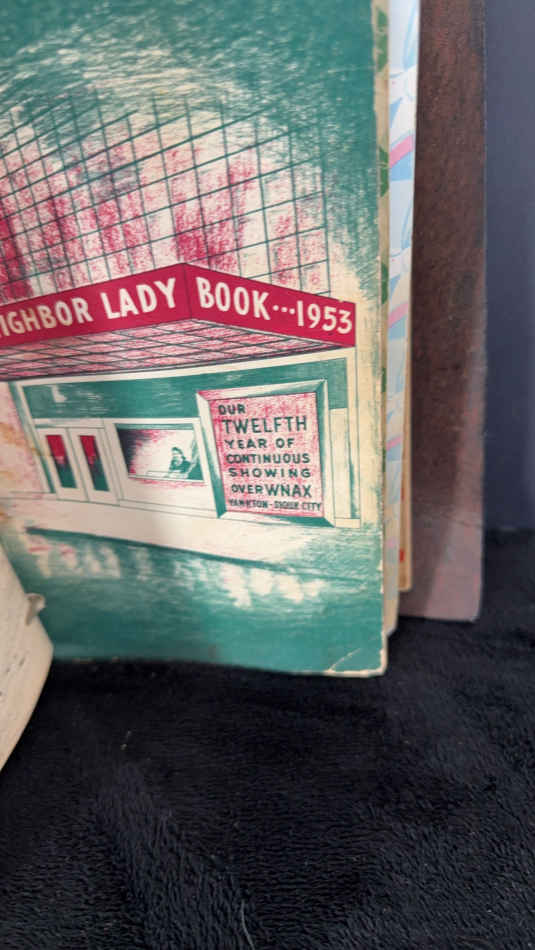 IGHBOR LADY BOOK···1953
OUR
TWELFTH
YEAR OF
CONTINUOUS
SHOWING
OVER WNAX
YANKTON - SIOUX CITY